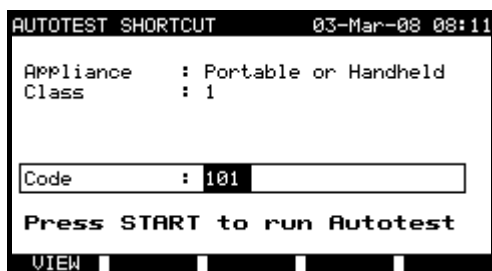 AUTOTEST SHORTCUT 03-Mar-08 08:11
Appliance : Portable or Handheld
Class : 1
Code : 101
Press START to run Autotest
VIEW